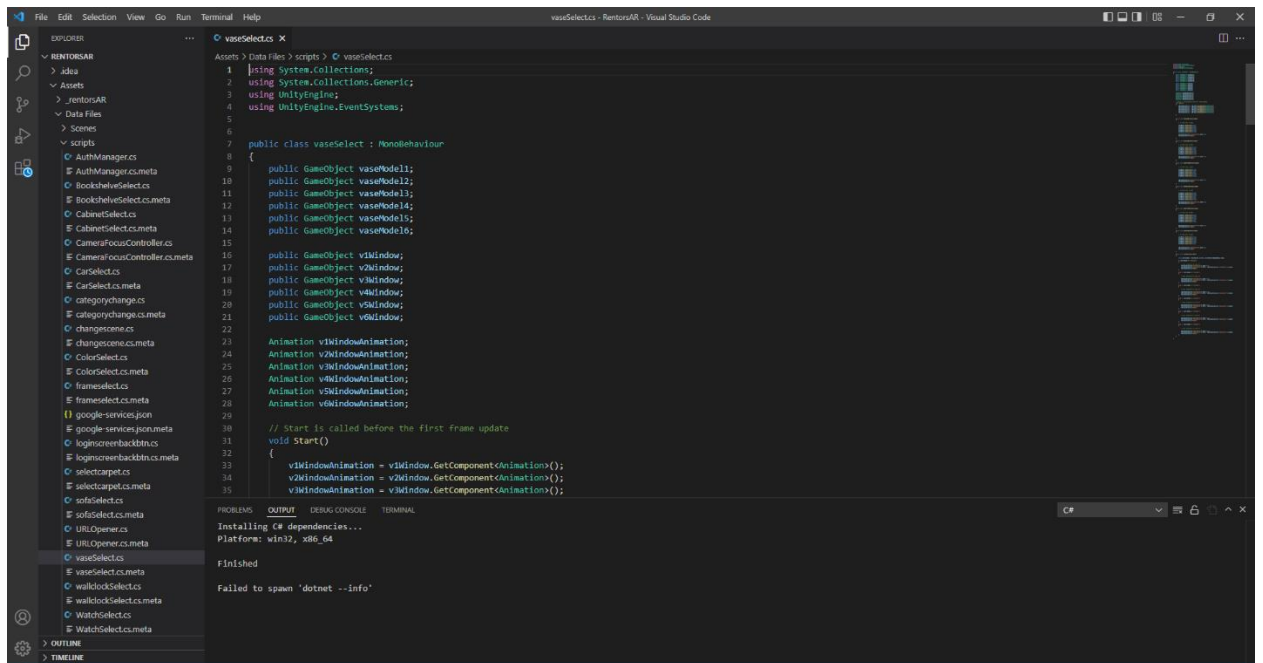 File Edit Selection View Go Run Terminal Help
vaseSelect.cs - RentorsAR - Visual Studio Code
EXPLORER
RENTORSAR
.idea
Assets
_rentorsAR
Data Files
Scenes
scripts
AuthManager.cs
AuthManager.cs.meta
BookshelveSelect.cs
BookshelveSelect.cs.meta
CabinetSelect.cs
CabinetSelect.cs.meta
CameraFocusController.cs
CameraFocusController.cs.meta
CarSelect.cs
CarSelect.cs.meta
categorychange.cs
categorychange.cs.meta
changescene.cs
changescene.cs.meta
ColorSelect.cs
ColorSelect.cs.meta
frameselect.cs
frameselect.cs.meta
google-services.json
google-services.json.meta
loginscreenbackbtn.cs
loginscreenbackbtn.cs.meta
selectcarpet.cs
selectcarpet.cs.meta
sofaSelect.cs
sofaSelect.cs.meta
URLOpener.cs
URLOpener.cs.meta
vaseSelect.cs
vaseSelect.cs.meta
wallclockSelect.cs
wallclockSelect.cs.meta
WatchSelect.cs
WatchSelect.cs.meta
OUTLINE
TIMELINE
vaseSelect.cs
Assets > Data Files > scripts > vaseSelect.cs
1 using System.Collections;
2 using System.Collections.Generic;
3 using UnityEngine;
4 using UnityEngine.EventSystems;
5
6
7 public class vaseSelect : MonoBehaviour
8 {
9 public GameObject vaseModel1;
10 public GameObject vaseModel2;
11 public GameObject vaseModel3;
12 public GameObject vaseModel4;
13 public GameObject vaseModel5;
14 public GameObject vaseModel6;
15
16 public GameObject v1Window;
17 public GameObject v2Window;
18 public GameObject v3Window;
19 public GameObject v4Window;
20 public GameObject v5Window;
21 public GameObject v6Window;
22
23 Animation v1WindowAnimation;
24 Animation v2WindowAnimation;
25 Animation v3WindowAnimation;
26 Animation v4WindowAnimation;
27 Animation v5WindowAnimation;
28 Animation v6WindowAnimation;
29
30 // Start is called before the first frame update
31 void Start()
32 {
33 v1WindowAnimation = v1Window.GetComponent<Animation>();
34 v2WindowAnimation = v2Window.GetComponent<Animation>();
35 v3WindowAnimation = v3Window.GetComponent<Animation>();
PROBLEMS OUTPUT DEBUG CONSOLE TERMINAL
C#
Installing C# dependencies...
Platform: win32, x86_64
Finished
Failed to spawn 'dotnet --info'